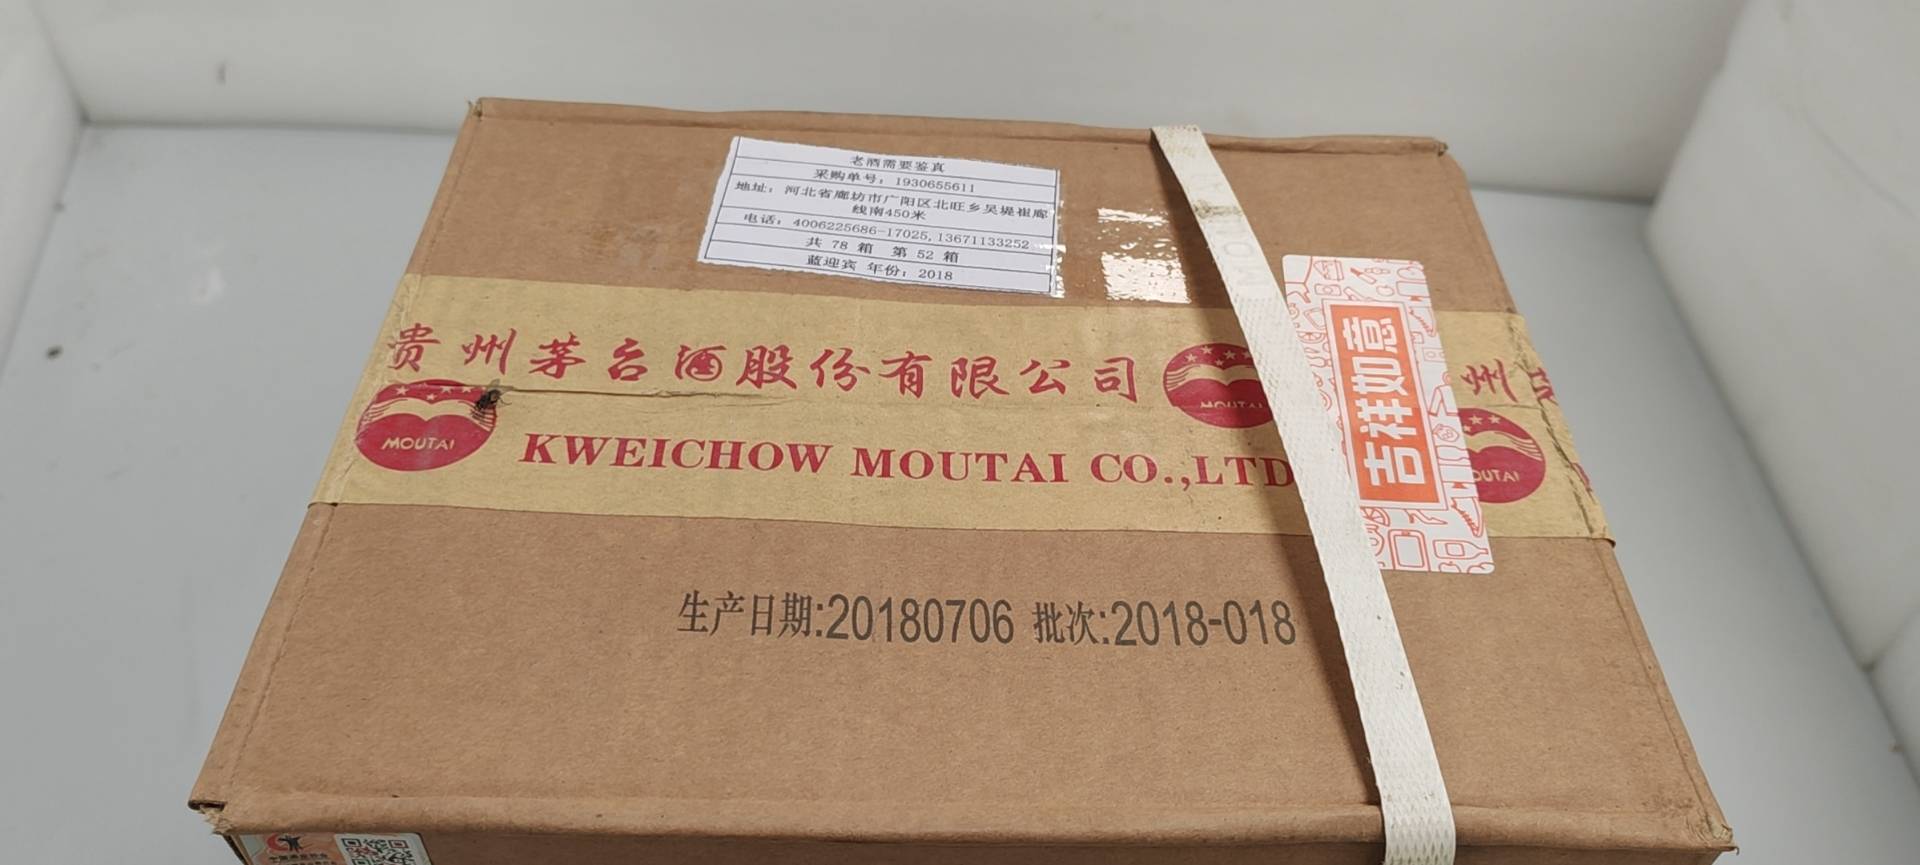 老酒需要鉴真
采购单号：1930655611
地址：河北省廊坊市广阳区北旺乡吴堤崔廊
线南450米
电话：4006225686-17025,13671133252
共 78 箱 第 52 箱
蓝迎宾 年份：2018
贵州茅台酒股份有限公司
MOUTAI
MOUTAI
KWEICHOW MOUTAI CO.,LTD
吉祥如意
生产日期:20180706 批次:2018-018